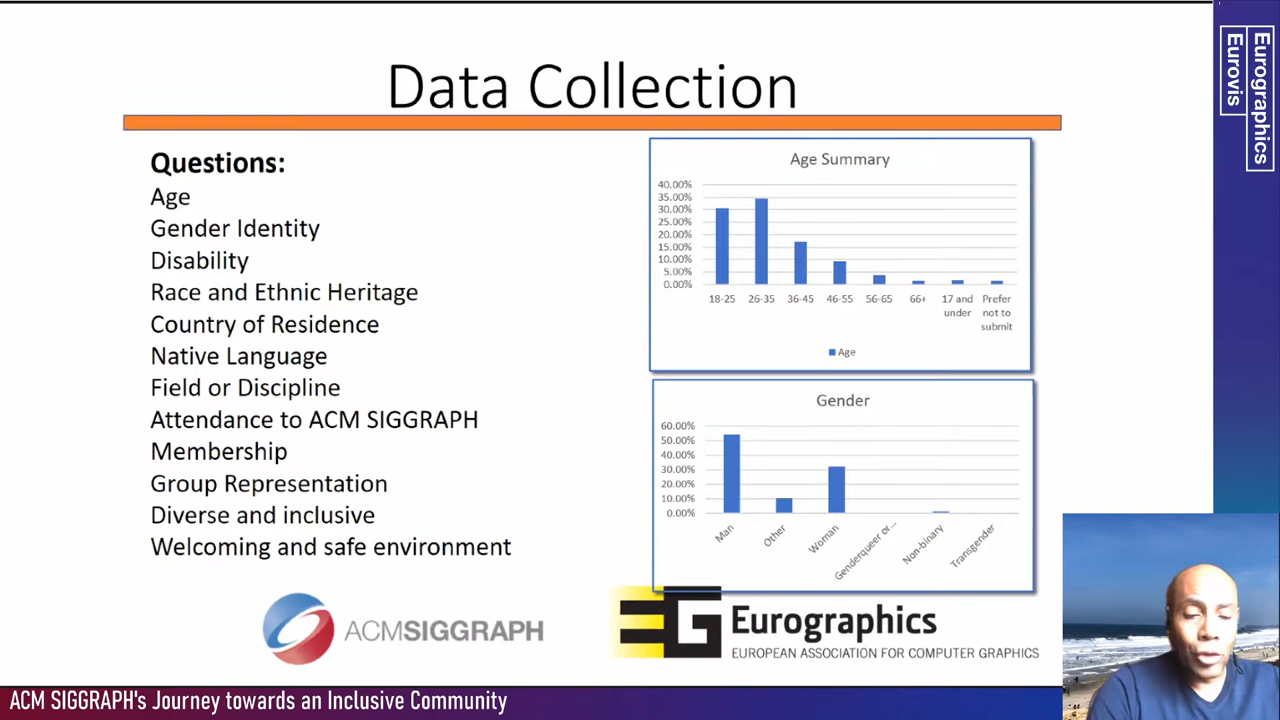 Data Collection
Questions:
Age
Gender Identity
Disability
Race and Ethnic Heritage
Country of Residence
Native Language
Field or Discipline
Attendance to ACM SIGGRAPH
Membership
Group Representation
Diverse and inclusive
Welcoming and safe environment
Age Summary
40.00%
35.00%
30.00%
25.00%
20.00%
15.00%
10.00%
5.00%
0.00%
18-25 26-35 36-45 46-55 56-65 66+ 17 and under Prefer not to submit
Age
Gender
60.00%
50.00%
40.00%
30.00%
20.00%
10.00%
0.00%
Man Other Woman Genderqueer or... Non-binary Transgender
ACMSIGGRAPH
EG Eurographics
EUROPEAN ASSOCIATION FOR COMPUTER GRAPHICS
Eurographics
Eurovis
ACM SIGGRAPH's Journey towards an Inclusive Community